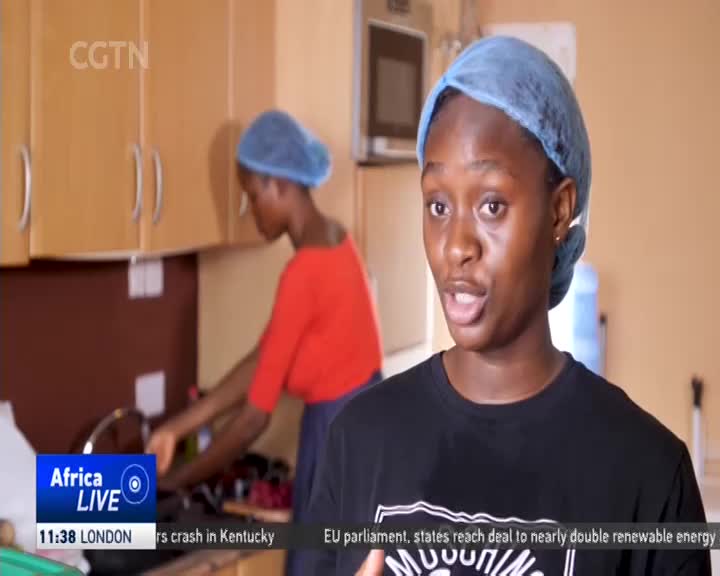 CGTN
Africa
LIVE
11:38 LONDON
rs crash in Kentucky EU parliament, states reach deal to nearly double renewable energy
MOSCHINO